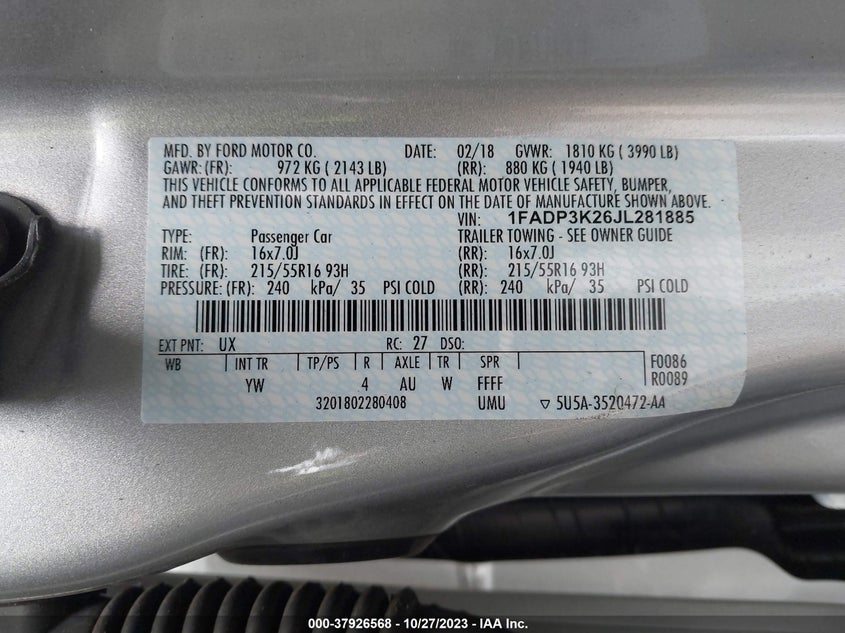 MFD. BY FORD MOTOR CO. DATE: 02/18 GVWR: 1810 KG ( 3990 LB)
GAWR: (FR): 972 KG ( 2143 LB) (RR): 880 KG ( 1940 LB)
THIS VEHICLE CONFORMS TO ALL APPLICABLE FEDERAL MOTOR VEHICLE SAFETY, BUMPER,
AND THEFT PREVENTION STANDARDS IN EFFECT ON THE DATE OF MANUFACTURE SHOWN ABOVE.
VIN: 1FADP3K26JL281885
TYPE: Passenger Car TRAILER TOWING - SEE OWNER GUIDE
RIM: (FR): 16x7.0J (RR): 16x7.0J
TIRE: (FR): 215/55R16 93H (RR): 215/55R16 93H
PRESSURE: (FR): 240 kPa/ 35 PSI COLD (RR): 240 kPa/ 35 PSI COLD
EXT PNT: UX RC: 27 DSO:
WB INT TR TP/PS R AXLE TR SPR F0086
YW 4 AU W FFFF R0089
3201802280408 UMU ▽ 5U5A-3520472-AA
000-37926568 - 10/27/2023 - IAA Inc.